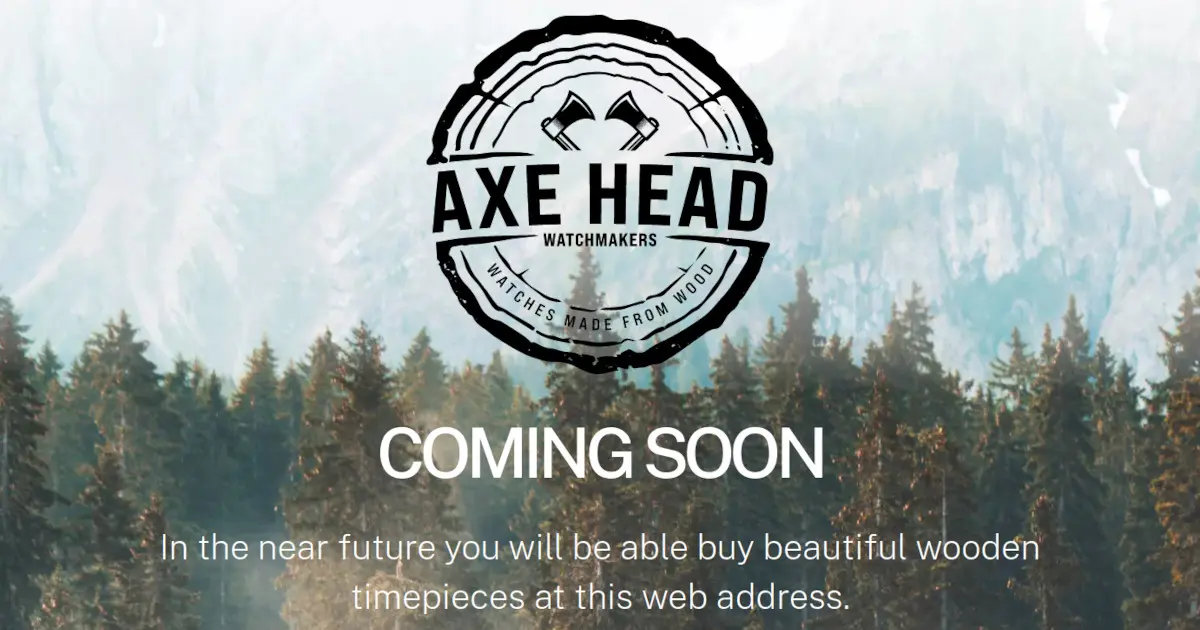 AXE HEAD
WATCHMAKERS
WATCHES MADE FROM WOOD
COMING SOON
In the near future you will be able buy beautiful wooden
timepieces at this web address.